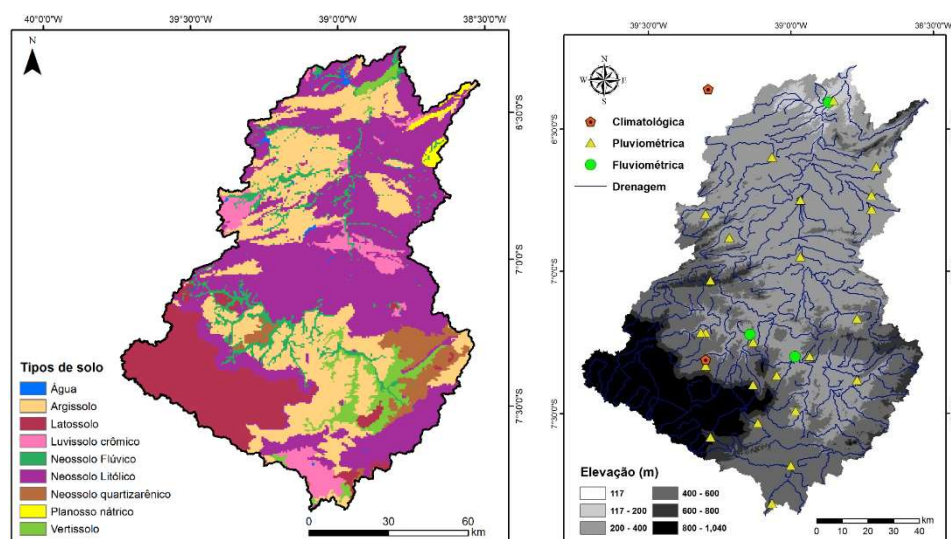 40°0'0"W 39°30'0"W 39°0'0"W 38°30'0"W
N
6°30'0"S
7°0'0"S
7°30'0"S
Tipos de solo
Água
Argissolo
Latossolo
Luvissolo crômico
Neossolo Flúvico
Neossolo Litólico
Neossolo quartizarênico
Planosso nátrico
Vertissolo
0 30 60
km
39°30'0"W 39°0'0"W 38°30'0"W
N
W E
S
Climatológica
Pluviométrica
Fluviométrica
Drenagem
6°30'0"S
7°0'0"S
7°30'0"S
Elevação (m)
117 400 - 600
117 - 200 600 - 800
200 - 400 800 - 1,040
0 10 20 30 40
km